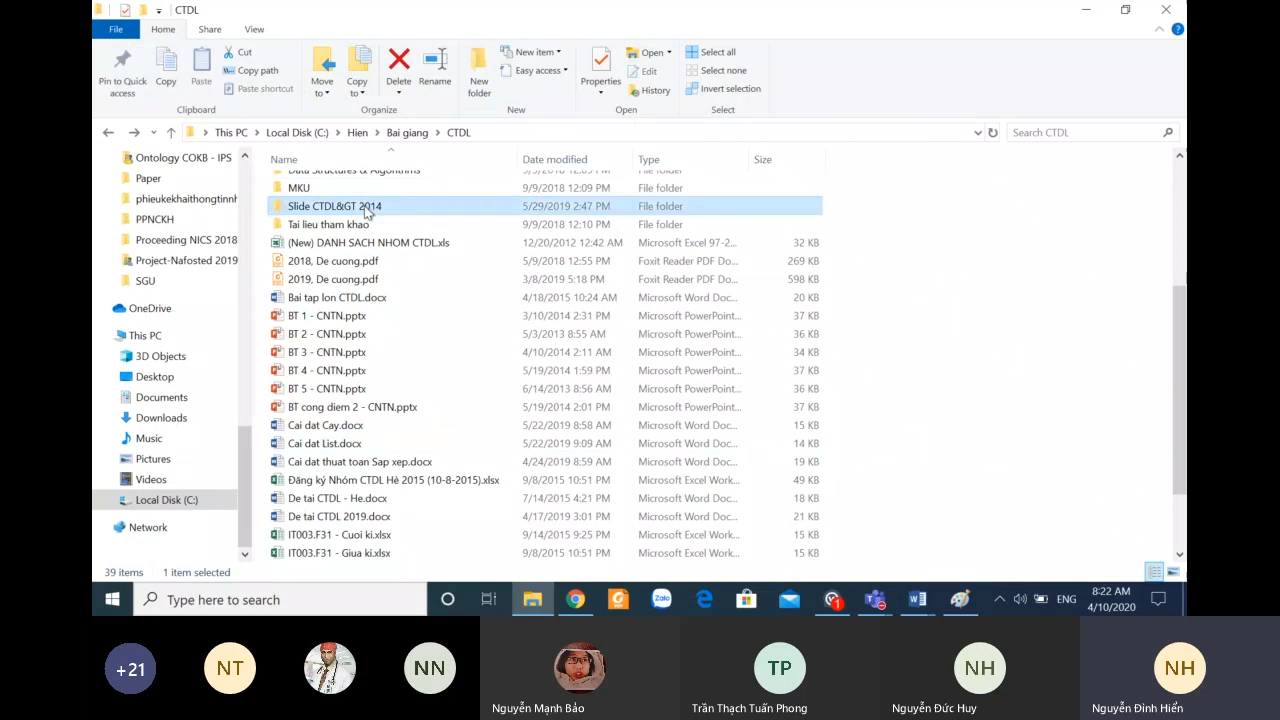 CTDL
File Home Share View
Pin to Quick access
Copy
Paste
Cut
Copy path
Paste shortcut
Clipboard
Move to
Copy to
Delete
Rename
Organize
New folder
New item
Easy access
New
Properties
Open
Edit
History
Open
Select all
Select none
Invert selection
Select
This PC > Local Disk (C:) > Hien > Bai giang > CTDL
Search CTDL
Ontology COKB - IPS
Paper
phieukekhaithongtinnh
PPNCKH
Proceeding NICS 2018
Project-Nafosted 2019
SGU
OneDrive
This PC
3D Objects
Desktop
Documents
Downloads
Music
Pictures
Videos
Local Disk (C:)
Network
Name Date modified Type Size
Data Structures & Algorithms 9/9/2018 12:09 PM File folder
MKU 9/9/2018 12:09 PM File folder
Slide CTDL&GT 2014 5/29/2019 2:47 PM File folder
Tai lieu tham khao 9/9/2018 12:10 PM File folder
(New) DANH SACH NHOM CTDL.xls 12/20/2012 12:42 AM Microsoft Excel 97-2... 32 KB
2018, De cuong.pdf 5/9/2018 12:55 PM Foxit Reader PDF Do... 269 KB
2019, De cuong.pdf 3/8/2019 5:18 PM Foxit Reader PDF Do... 598 KB
Bai tap lon CTDL.docx 4/18/2015 10:24 AM Microsoft Word Doc... 20 KB
BT 1 - CNTN.pptx 3/10/2014 2:31 PM Microsoft PowerPoint... 37 KB
BT 2 - CNTN.pptx 5/3/2013 8:55 AM Microsoft PowerPoint... 36 KB
BT 3 - CNTN.pptx 4/10/2014 2:11 AM Microsoft PowerPoint... 34 KB
BT 4 - CNTN.pptx 5/19/2014 1:59 PM Microsoft PowerPoint... 37 KB
BT 5 - CNTN.pptx 6/14/2013 8:56 AM Microsoft PowerPoint... 36 KB
BT cong diem 2 - CNTN.pptx 5/19/2014 2:01 PM Microsoft PowerPoint... 37 KB
Cai dat Cay.docx 5/22/2019 8:58 AM Microsoft Word Doc... 15 KB
Cai dat List.docx 5/22/2019 9:09 AM Microsoft Word Doc... 14 KB
Cai dat thuat toan Sap xep.docx 4/24/2019 8:59 AM Microsoft Word Doc... 19 KB
Đăng ký Nhóm CTDL Hè 2015 (10-8-2015).xlsx 9/8/2015 10:51 PM Microsoft Excel Work... 49 KB
De tai CTDL - He.docx 7/14/2015 4:21 PM Microsoft Word Doc... 18 KB
De tai CTDL 2019.docx 4/17/2019 3:01 PM Microsoft Word Doc... 21 KB
IT003.F31 - Cuoi ki.xlsx 9/14/2015 9:25 PM Microsoft Excel Work... 15 KB
IT003.F31 - Giua ki.xlsx 9/8/2015 10:51 PM Microsoft Excel Work... 15 KB
39 items 1 item selected
Type here to search
Zalo
1
ENG
8:22 AM
4/10/2020
+21
NT
NN
TP
NH
NH
Nguyễn Mạnh Bảo
Trần Thạch Tuấn Phong
Nguyễn Đức Huy
Nguyễn Đình Hiển